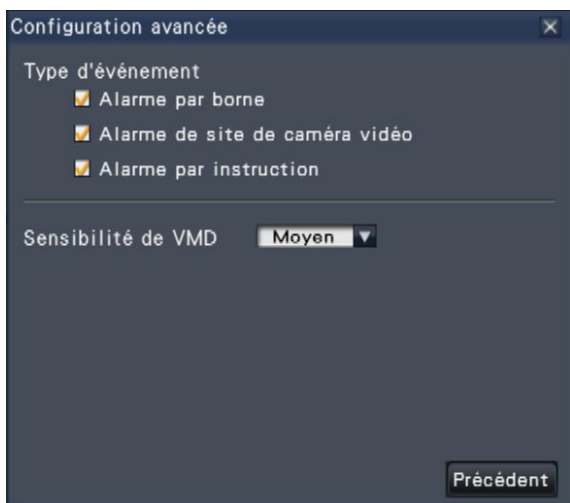 Configuration avancée
Type d'événement
Alarme par borne
Alarme de site de caméra vidéo
Alarme par instruction
Sensibilité de VMD Moyen
Précédent